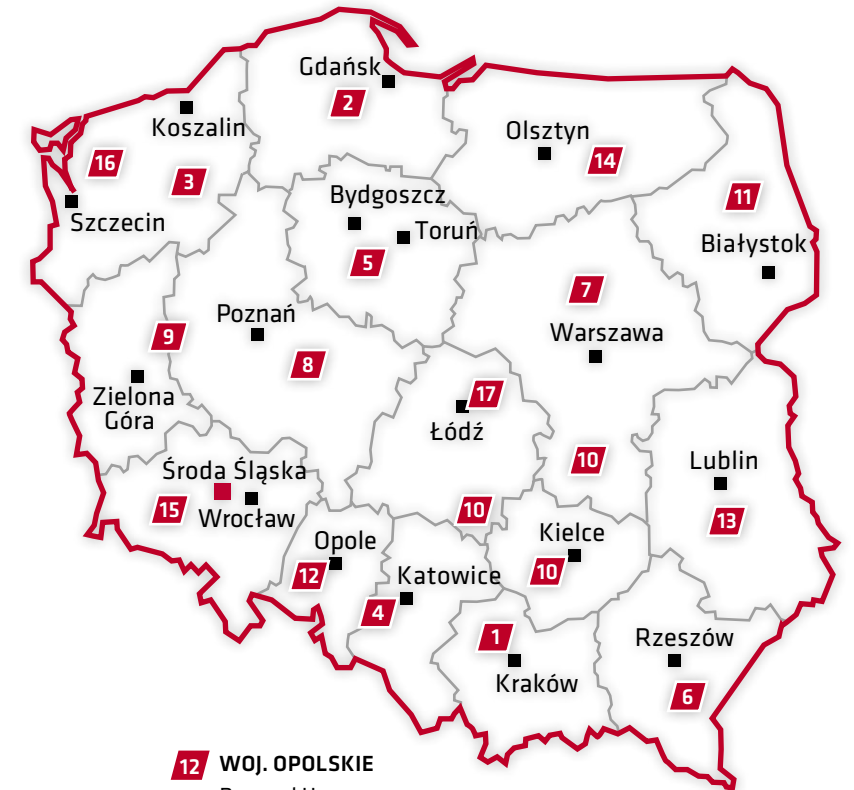 Gdańsk
2
Koszalin
Olsztyn
16
14
3
11
Bydgoszcz
Szczecin
Toruń
Białystok
5
7
Poznań
9
Warszawa
8
17
Zielona
Góra
Łódź
10
Lublin
Środa Śląska
15
Wrocław
10
13
Opole
Kielce
12
Katowice
10
4
1
Rzeszów
Kraków
6
12 WOJ. OPOLSKIE